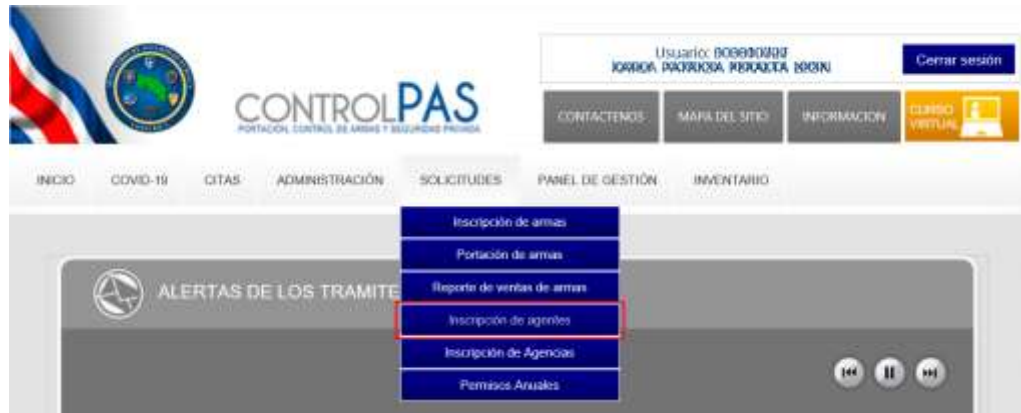 Usuario:
Cerrar sesión
CONTROLPAS
PORTACIÓN, CONTROL DE ARMAS Y SEGURIDAD PRIVADA
CONTACTENOS
MAPA DEL SITIO
INFORMACION
CURSO
VIRTUAL
INICIO
COVID-19
CITAS
ADMINISTRACIÓN
SOLICITUDES
PANEL DE GESTIÓN
INVENTARIO
Inscripción de armas
Portación de armas
Reporte de ventas de armas
Inscripción de agentes
Inscripción de Agencias
Permisos Anuales
ALERTAS DE LOS TRAMITE